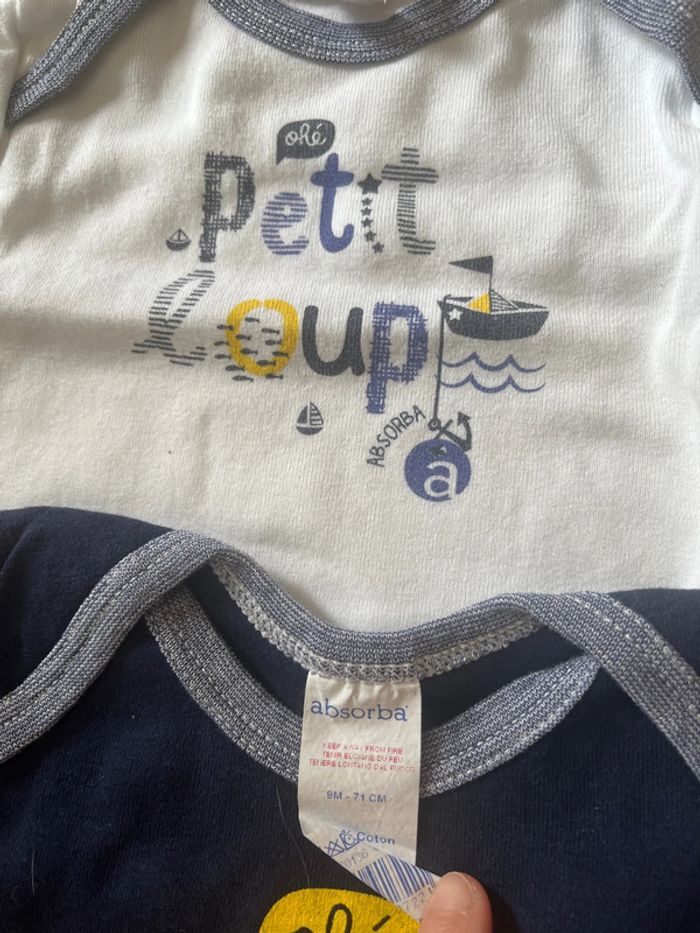 ohé
petit
loup
ABSORBA
a
absorba
KEEP AWAY FROM FIRE
TENIR ELOIGNE DU FEU
TENERE LONTANO DAL FUOCO
9M - 71 CM
Coton
ohé